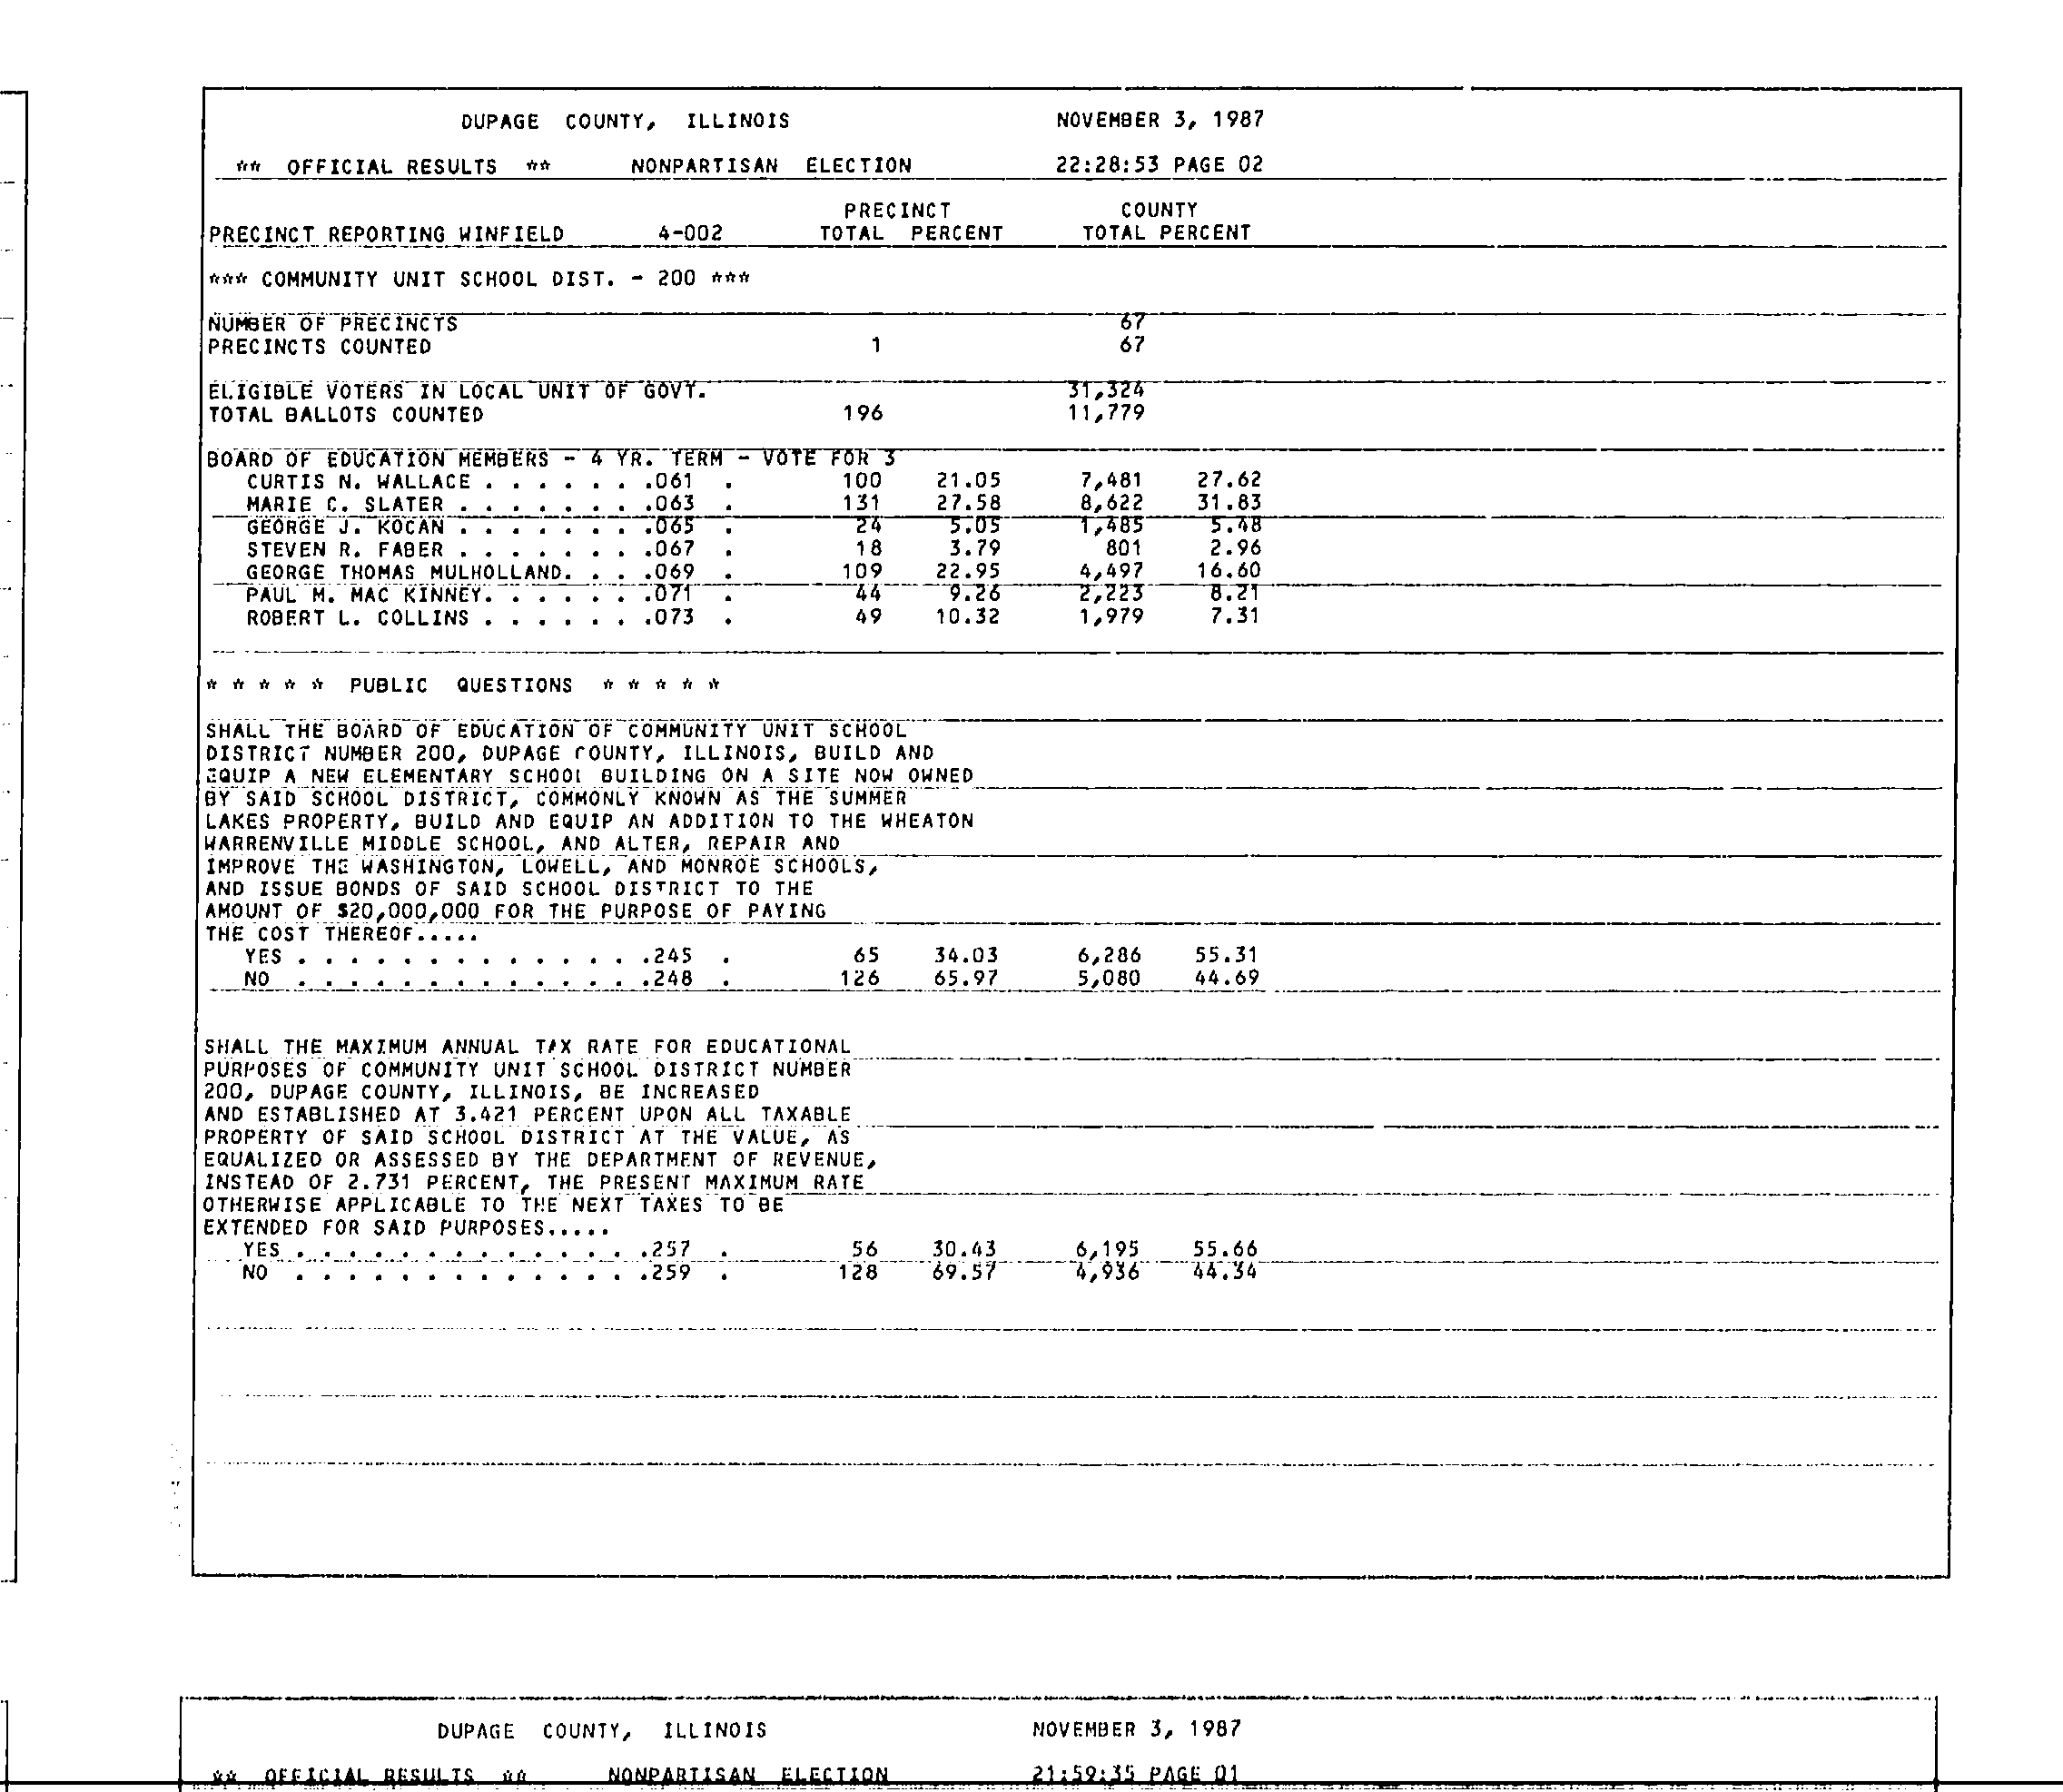 DUPAGE COUNTY, ILLINOIS NOVEMBER 3, 1987
** OFFICIAL RESULTS ** NONPARTISAN ELECTION 22:28:53 PAGE 02
PRECINCT COUNTY
PRECINCT REPORTING WINFIELD 4-002 TOTAL PERCENT TOTAL PERCENT
*** COMMUNITY UNIT SCHOOL DIST. - 200 ***
NUMBER OF PRECINCTS 67
PRECINCTS COUNTED 1 67
ELIGIBLE VOTERS IN LOCAL UNIT OF GOVT. 31,324
TOTAL BALLOTS COUNTED 196 11,779
BOARD OF EDUCATION MEMBERS - 4 YR. TERM - VOTE FOR 3
CURTIS N. WALLACE . . . . . . .061 . 100 21.05 7,481 27.62
MARIE C. SLATER . . . . . . . .063 . 131 27.58 8,622 31.83
GEORGE J. KOCAN . . . . . . . .065 . 24 5.05 1,485 5.48
STEVEN R. FABER . . . . . . . .067 . 18 3.79 801 2.96
GEORGE THOMAS MULHOLLAND. . . .069 . 109 22.95 4,497 16.60
PAUL M. MAC KINNEY. . . . . . .071 . 44 9.26 2,223 8.21
ROBERT L. COLLINS . . . . . . .073 . 49 10.32 1,979 7.31
* * * * * PUBLIC QUESTIONS * * * * *
SHALL THE BOARD OF EDUCATION OF COMMUNITY UNIT SCHOOL
DISTRICT NUMBER 200, DUPAGE COUNTY, ILLINOIS, BUILD AND
EQUIP A NEW ELEMENTARY SCHOOL BUILDING ON A SITE NOW OWNED
BY SAID SCHOOL DISTRICT, COMMONLY KNOWN AS THE SUMMER
LAKES PROPERTY, BUILD AND EQUIP AN ADDITION TO THE WHEATON
WARRENVILLE MIDDLE SCHOOL, AND ALTER, REPAIR AND
IMPROVE THE WASHINGTON, LOWELL, AND MONROE SCHOOLS,
AND ISSUE BONDS OF SAID SCHOOL DISTRICT TO THE
AMOUNT OF $20,000,000 FOR THE PURPOSE OF PAYING
THE COST THEREOF.....
YES . . . . . . . . . . . . . .245 . 65 34.03 6,286 55.31
NO . . . . . . . . . . . . . .248 . 126 65.97 5,080 44.69
SHALL THE MAXIMUM ANNUAL TAX RATE FOR EDUCATIONAL
PURPOSES OF COMMUNITY UNIT SCHOOL DISTRICT NUMBER
200, DUPAGE COUNTY, ILLINOIS, BE INCREASED
AND ESTABLISHED AT 3.421 PERCENT UPON ALL TAXABLE
PROPERTY OF SAID SCHOOL DISTRICT AT THE VALUE, AS
EQUALIZED OR ASSESSED BY THE DEPARTMENT OF REVENUE,
INSTEAD OF 2.731 PERCENT, THE PRESENT MAXIMUM RATE
OTHERWISE APPLICABLE TO THE NEXT TAXES TO BE
EXTENDED FOR SAID PURPOSES.....
YES . . . . . . . . . . . . . .257 . 56 30.43 6,195 55.66
NO . . . . . . . . . . . . . .259 . 128 69.57 4,936 44.34
DUPAGE COUNTY, ILLINOIS NOVEMBER 3, 1987
** OFFICIAL RESULTS ** NONPARTISAN ELECTION 21:59:35 PAGE 01